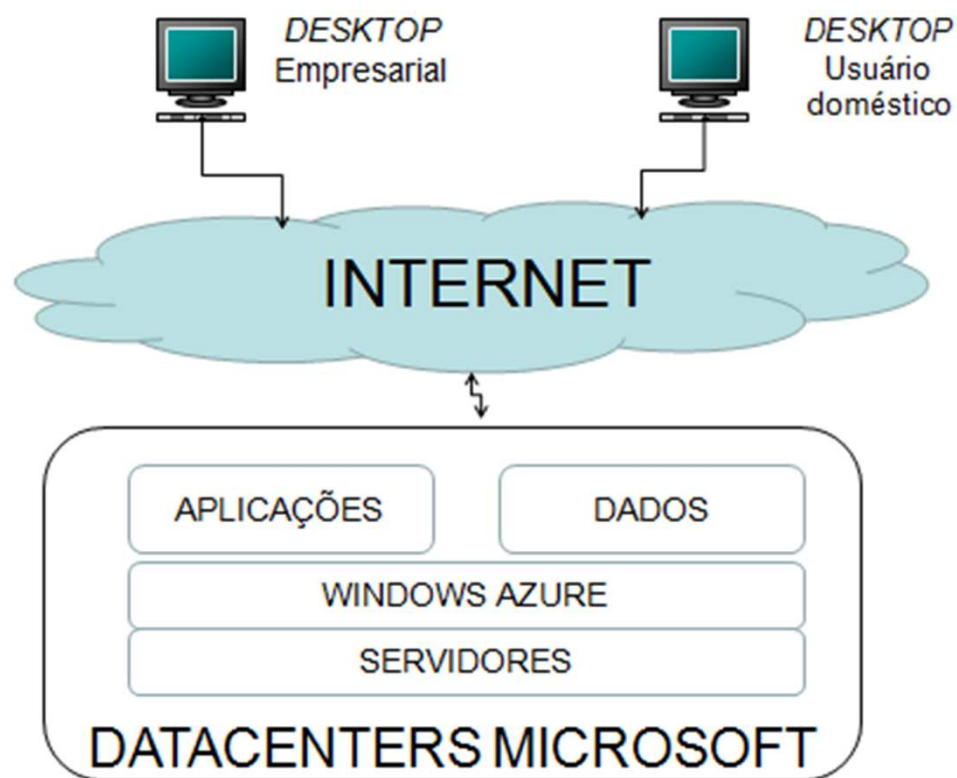 DESKTOP
Empresarial
DESKTOP
Usuário
doméstico
INTERNET
APLICAÇÕES
DADOS
WINDOWS AZURE
SERVIDORES
DATACENTERS MICROSOFT